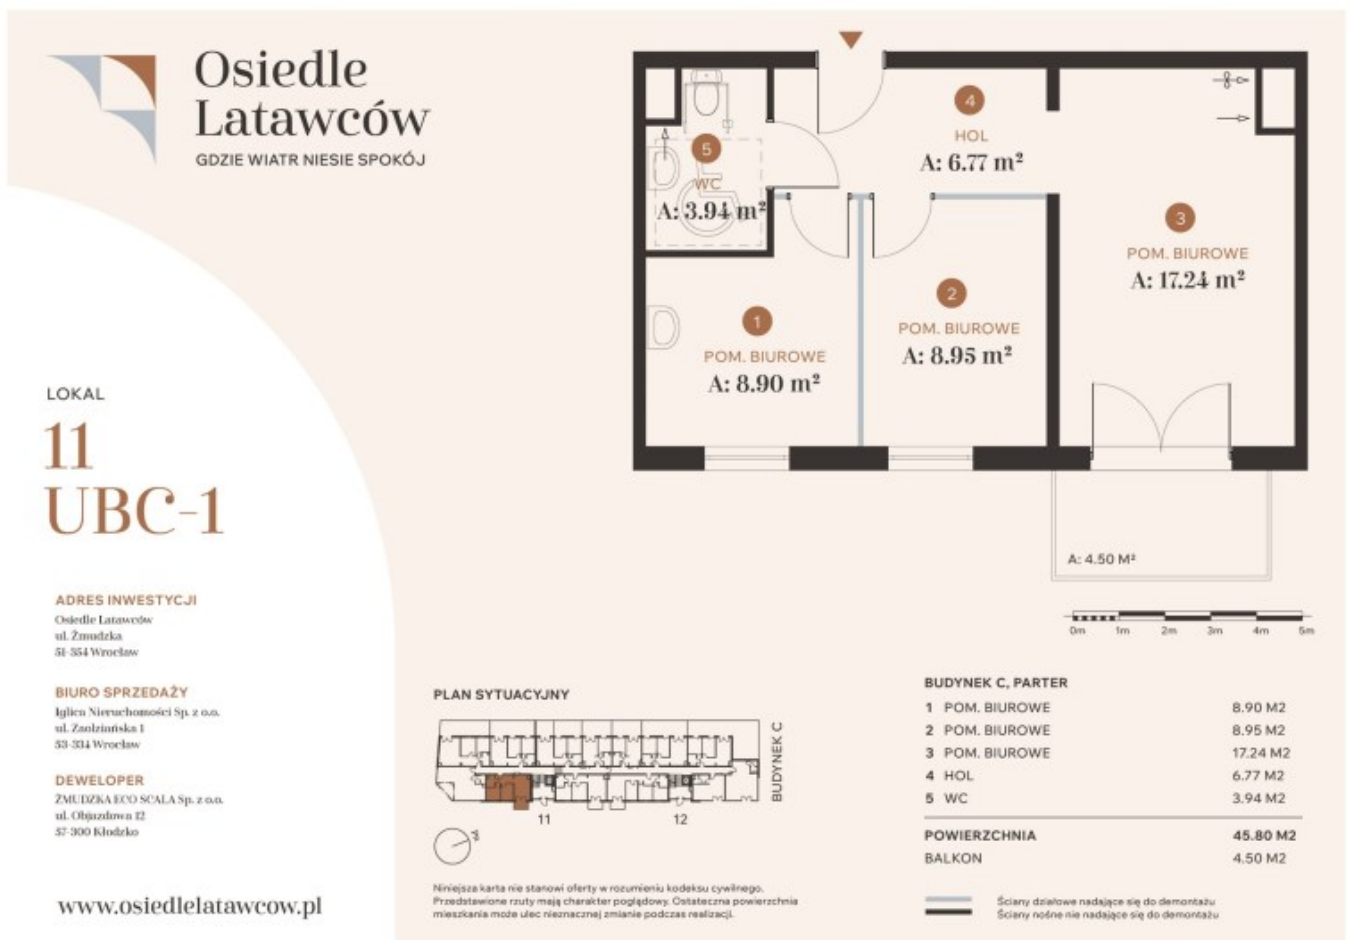 Osiedle
Latawców
GDZIE WIATR NIESIE SPOKÓJ
LOKAL
11
UBC-1
ADRES INWESTYCJI
Osiedle Latawców
ul. Żmudzka
51-354 Wrocław
BIURO SPRZEDAŻY
Iglica Nieruchomości Sp. z o.o.
ul. Zaolziańska 1
53-334 Wrocław
DEWELOPER
ŻMUDZKA ECO SCALA Sp. z o.o.
ul. Objazdowa 12
57-300 Kłodzko
www.osiedlelatawcow.pl
4
HOL
A: 6.77 m²
5
WC
A: 3.94 m²
3
POM. BIUROWE
A: 17.24 m²
2
POM. BIUROWE
A: 8.95 m²
1
POM. BIUROWE
A: 8.90 m²
A: 4.50 M²
0m 1m 2m 3m 4m 5m
PLAN SYTUACYJNY
BUDYNEK C
11 12
Niniejsza karta nie stanowi oferty w rozumieniu kodeksu cywilnego.
Przedstawione rzuty mają charakter poglądowy. Ostateczna powierzchnia
mieszkania może ulec nieznacznej zmianie podczas realizacji.
BUDYNEK C, PARTER
1 POM. BIUROWE 8.90 M2
2 POM. BIUROWE 8.95 M2
3 POM. BIUROWE 17.24 M2
4 HOL 6.77 M2
5 WC 3.94 M2
POWIERZCHNIA 45.80 M2
BALKON 4.50 M2
Ściany działowe nadające się do demontażu
Ściany nośne nie nadające się do demontażu